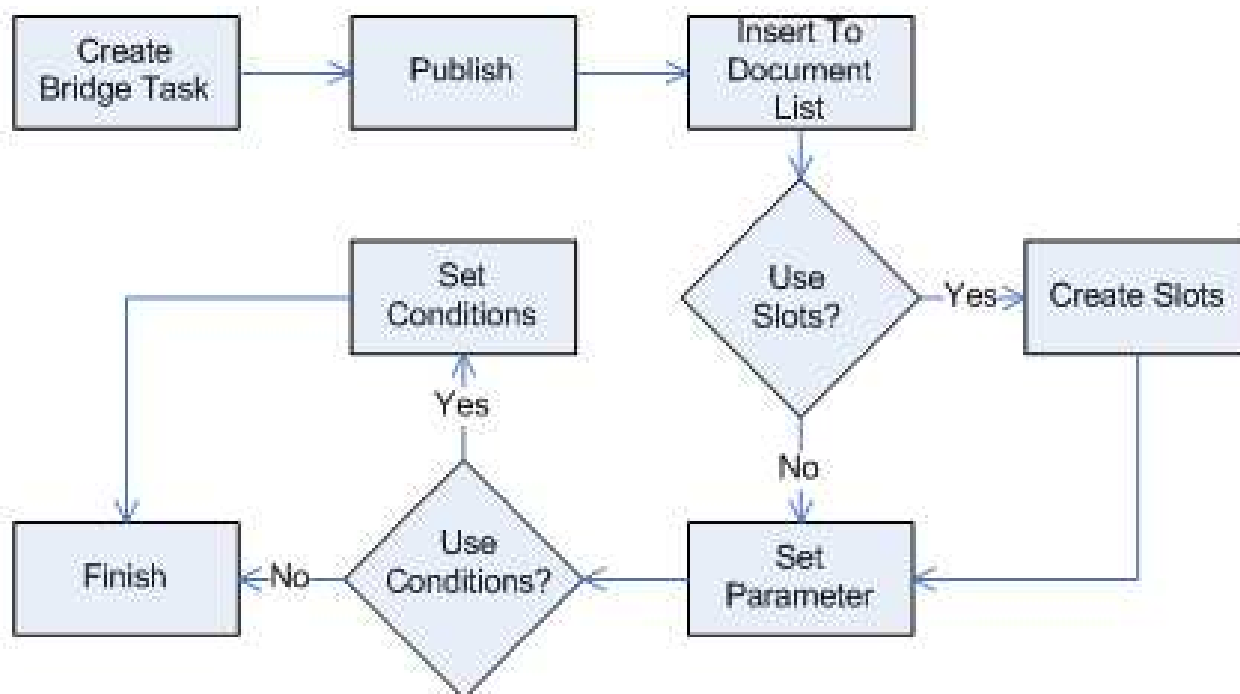 Create
Bridge Task
Publish
Insert To
Document
List
Use
Slots?
Yes
Create Slots
No
Set
Parameter
Use
Conditions?
Yes
Set
Conditions
No
Finish